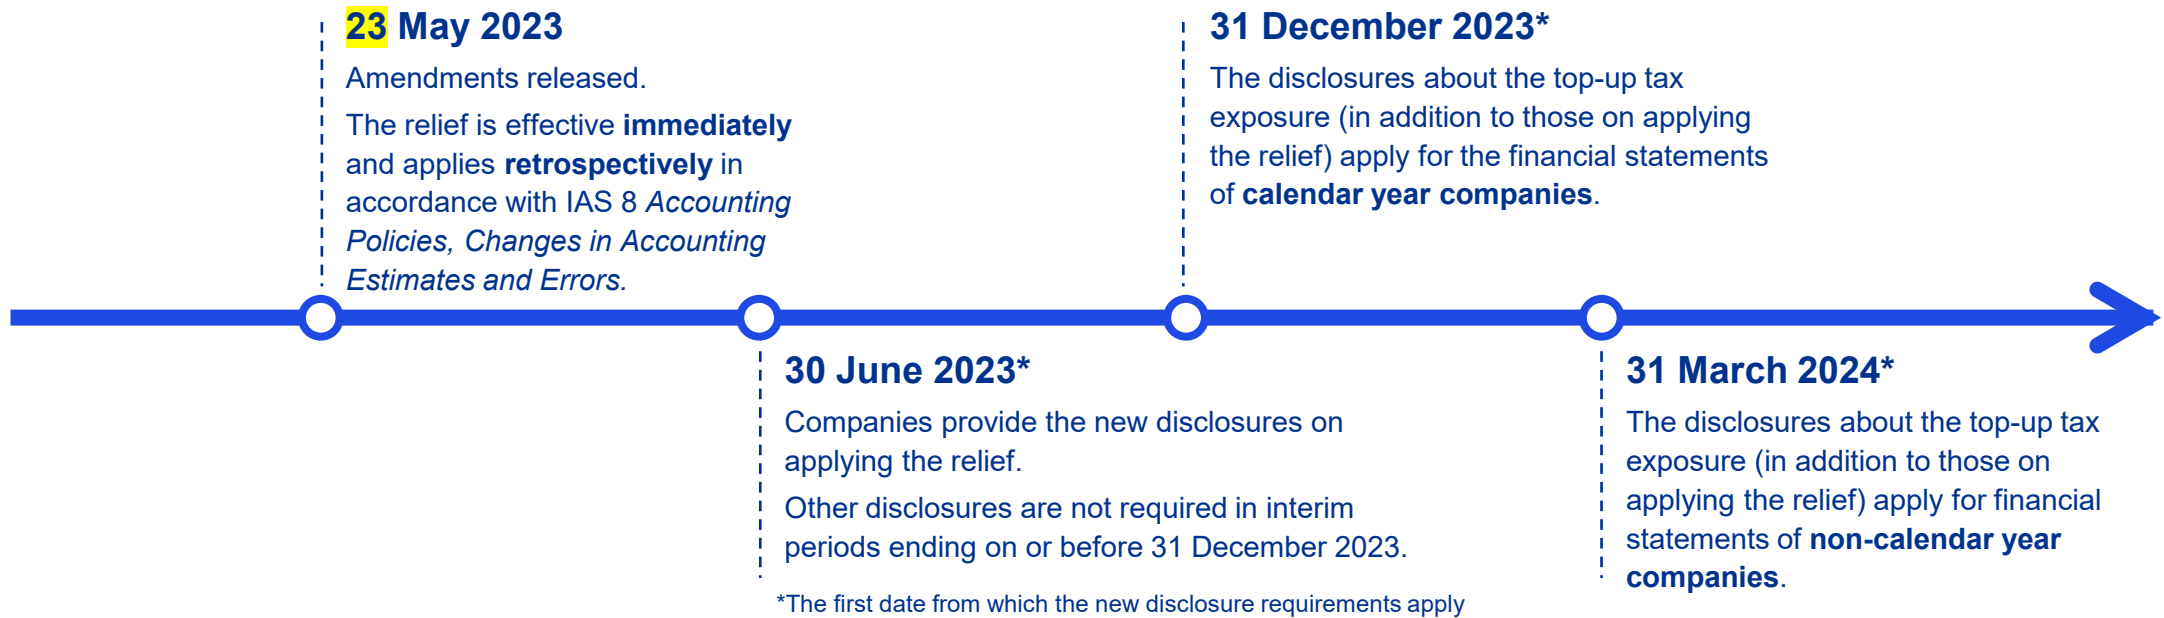 23 May 2023
Amendments released.
The relief is effective immediately
and applies retrospectively in
accordance with IAS 8 Accounting
Policies, Changes in Accounting
Estimates and Errors.
31 December 2023*
The disclosures about the top-up tax
exposure (in addition to those on applying
the relief) apply for the financial statements
of calendar year companies.
30 June 2023*
Companies provide the new disclosures on
applying the relief.
Other disclosures are not required in interim
periods ending on or before 31 December 2023.
*The first date from which the new disclosure requirements apply
31 March 2024*
The disclosures about the top-up tax
exposure (in addition to those on
applying the relief) apply for financial
statements of non-calendar year
companies.